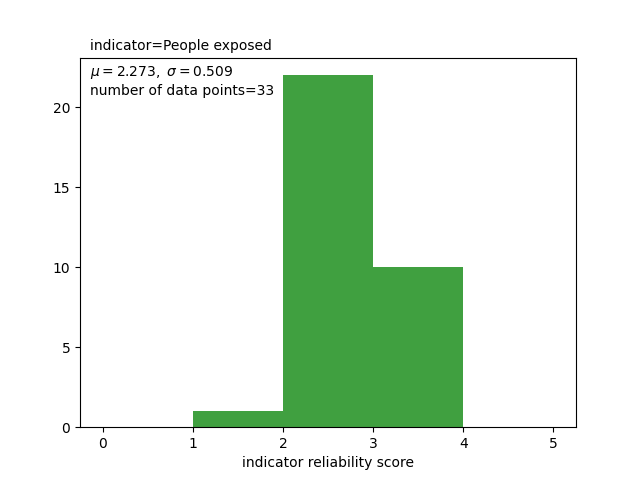 indicator=People exposed
μ = 2.273, σ = 0.509
number of data points=33
20
15
10
5
0
0 1 2 3 4 5
indicator reliability score